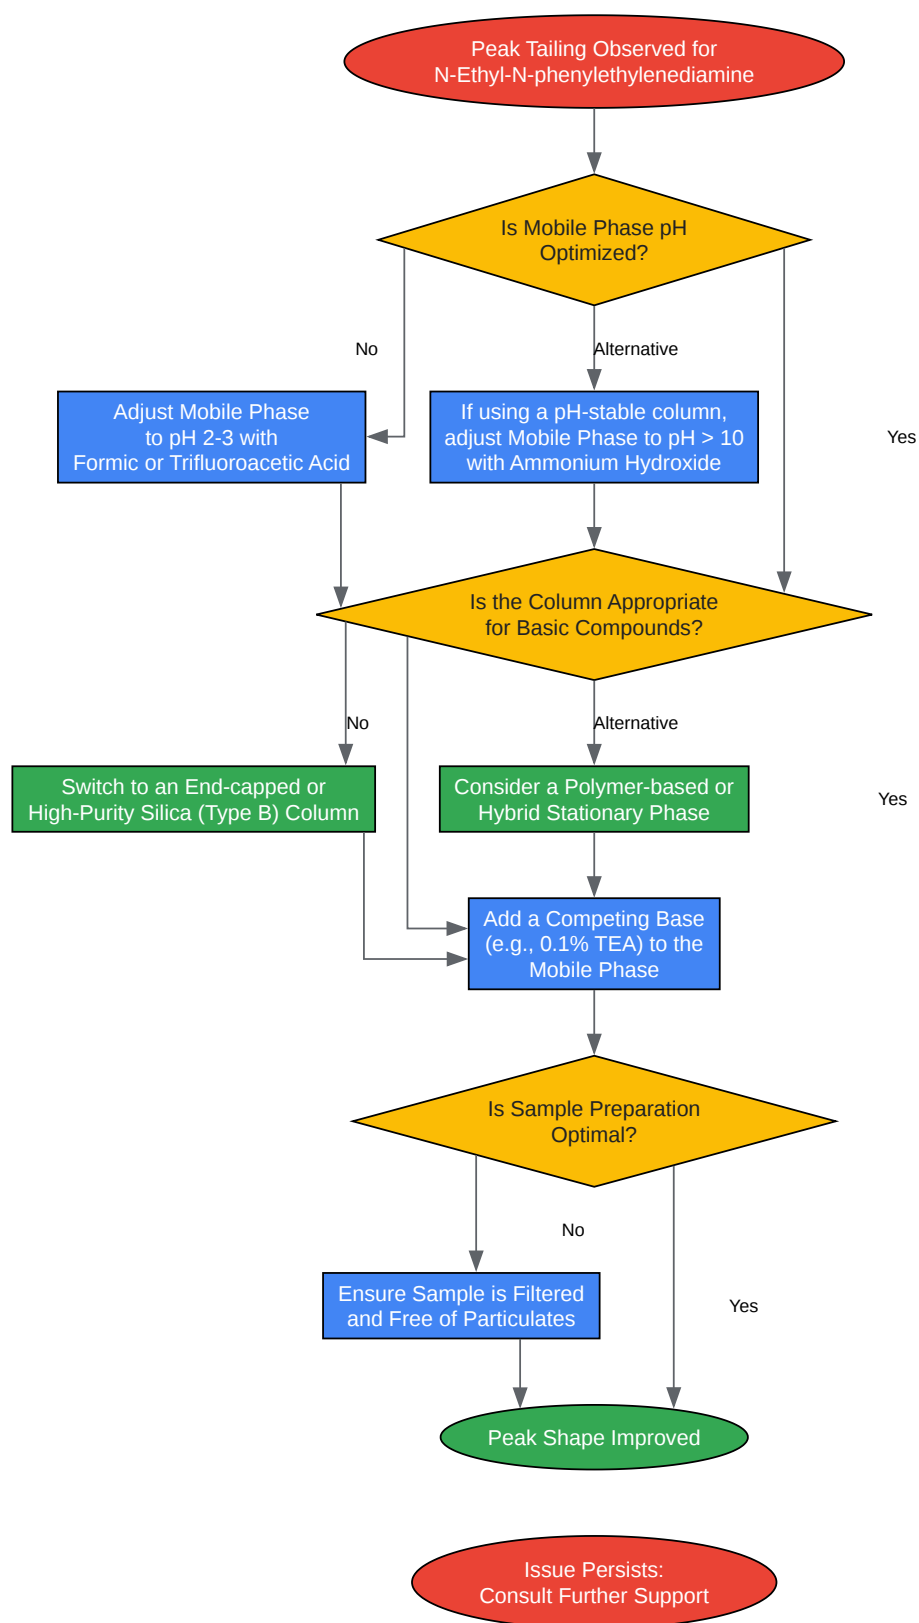 Peak Tailing Observed for
N-Ethyl-N-phenylethylenediamine
Is Mobile Phase pH
Optimized?
No
Alternative
Adjust Mobile Phase
to pH 2-3 with
Formic or Trifluoroacetic Acid
If using a pH-stable column,
adjust Mobile Phase to pH > 10
with Ammonium Hydroxide
Yes
Is the Column Appropriate
for Basic Compounds?
No
Alternative
Switch to an End-capped or
High-Purity Silica (Type B) Column
Consider a Polymer-based or
Hybrid Stationary Phase
Yes
Add a Competing Base
(e.g., 0.1% TEA) to the
Mobile Phase
Is Sample Preparation
Optimal?
No
Ensure Sample is Filtered
and Free of Particulates
Yes
Peak Shape Improved
Issue Persists:
Consult Further Support